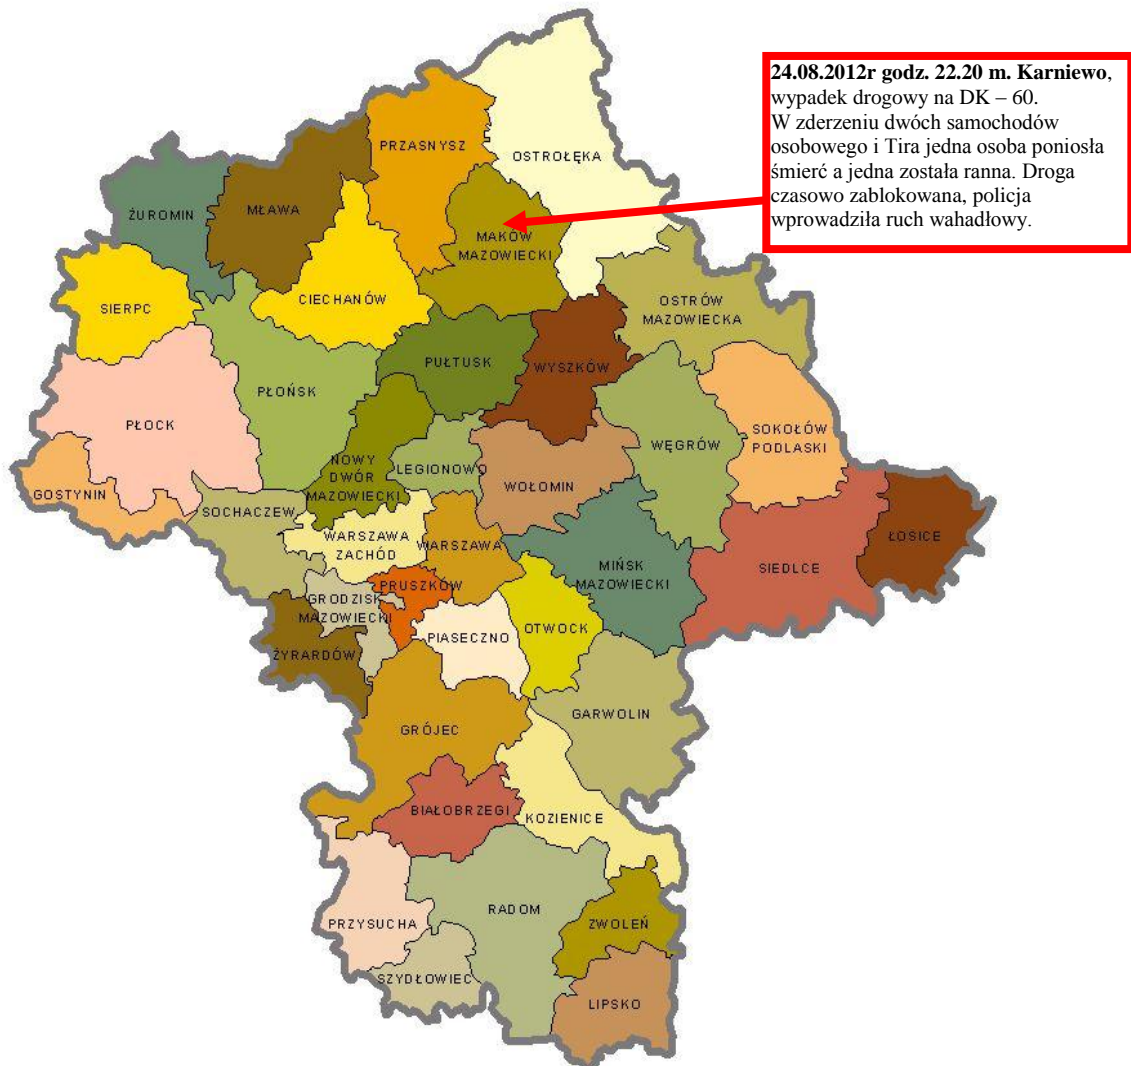 24.08.2012r godz. 22.20 m. Karniewo,
wypadek drogowy na DK – 60.
W zderzeniu dwóch samochodów
osobowego i Tira jedna osoba poniosła
śmierć a jedna została ranna. Droga
czasowo zablokowana, policja
wprowadziła ruch wahadłowy.
PRZASNYSZ
OSTROŁĘKA
ŻUROMIN
MŁAWA
MAKÓW
MAZOWIECKI
SIERPC
CIECHANÓW
OSTRÓW
MAZOWIECKA
PUŁTUSK
WYSZKÓW
PŁOŃSK
PŁOCK
SOKOŁÓW
PODLASKI
WĘGRÓW
NOWY
DWÓR
MAZOWIECKI
LEGIONOWO
WOŁOMIN
GOSTYNIN
SOCHACZEW
WARSZAWA
ZACHÓD
WARSZAWA
ŁOSICE
SIEDLCE
MIŃSK
MAZOWIECKI
PRUSZKÓW
GRODZISK
MAZOWIECKI
PIASECZNO
OTWOCK
ŻYRARDÓW
GARWOLIN
GRÓJEC
BIAŁOBRZEGI
KOZIENICE
RADOM
PRZYSUCHA
ZWOLEŃ
SZYDŁOWIEC
LIPSKO